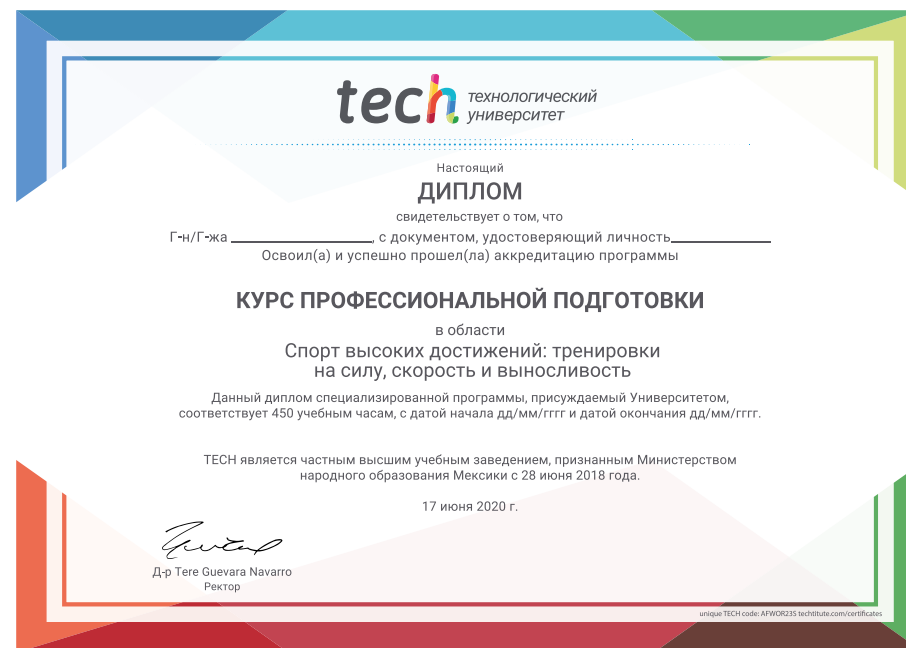 tech технологический
университет
Настоящий
ДИПЛОМ
свидетельствует о том, что
Г-н/Г-жа , с документом, удостоверяющий личность
Освоил(а) и успешно прошел(ла) аккредитацию программы
КУРС ПРОФЕССИОНАЛЬНОЙ ПОДГОТОВКИ
в области
Спорт высоких достижений: тренировки
на силу, скорость и выносливость
Данный диплом специализированной программы, присуждаемый Университетом,
соответствует 450 учебным часам, с датой начала дд/мм/гггг и датой окончания дд/мм/гггг.
TECH является частным высшим учебным заведением, признанным Министерством
народного образования Мексики с 28 июня 2018 года.
17 июня 2020 г.
Д-р Tere Guevara Navarro
Ректор
unique TECH code: AFWOR23S techtitute.com/certificates